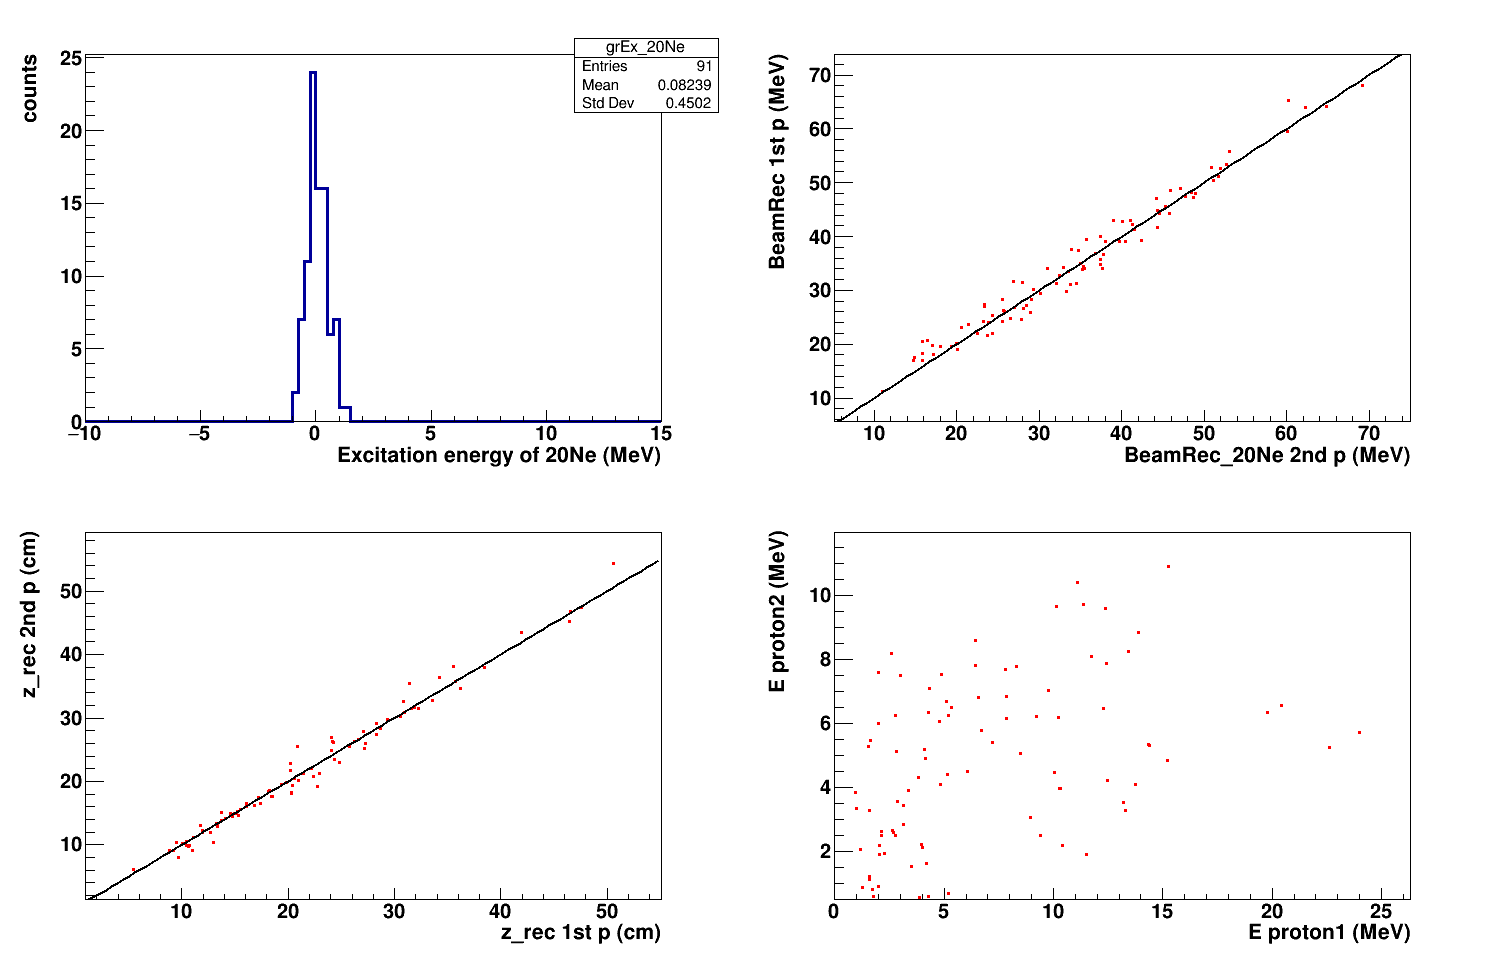 grEx_20Ne
Entries 91
Mean 0.08239
Std Dev 0.4502
counts
25
20
15
10
5
0
−10 −5 0 5 10 15
Excitation energy of 20Ne (MeV)
BeamRec 1st p (MeV)
70
60
50
40
30
20
10
10 20 30 40 50 60 70
BeamRec_20Ne 2nd p (MeV)
z_rec 2nd p (cm)
50
40
30
20
10
10 20 30 40 50
z_rec 1st p (cm)
E proton2 (MeV)
10
8
6
4
2
0 5 10 15 20 25
E proton1 (MeV)